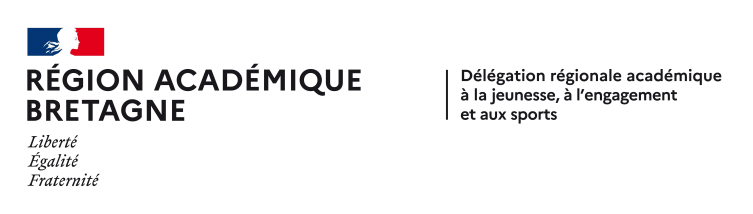 RÉGION ACADÉMIQUE
BRETAGNE
Liberté
Égalité
Fraternité
Délégation régionale académique
à la jeunesse, à l'engagement
et aux sports